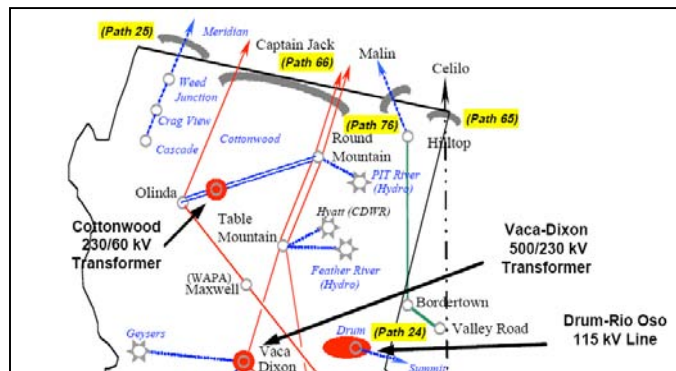 (Path 25)
Meridian
Captain Jack
(Path 66)
Malin
Celilo
Weed
Junction
Crag View
Cascade
Cottonwood
(Path 76)
(Path 65)
Round
Mountain
Hilltop
Olinda
PIT River
(Hydro)
Cottonwood
230/60 kV
Transformer
Table
Mountain
Hyatt (CDWR)
Feather River
(Hydro)
Vaca-Dixon
500/230 kV
Transformer
(WAPA)
Maxwell
Bordertown
Valley Road
Geysers
Vaca
Dixon
Drum
(Path 24)
Summit
Drum-Rio Oso
115 kV Line